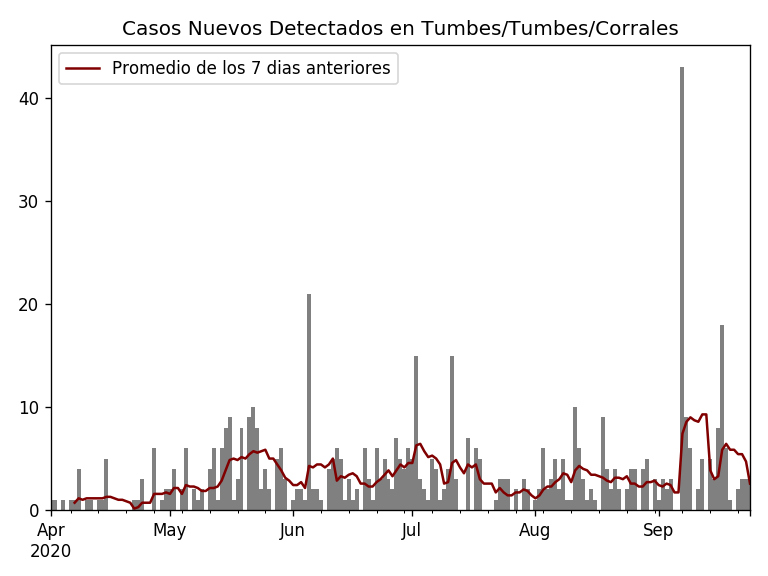 Casos Nuevos Detectados en Tumbes/Tumbes/Corrales
Promedio de los 7 dias anteriores
40
30
20
10
0
Apr May Jun Jul Aug Sep
2020